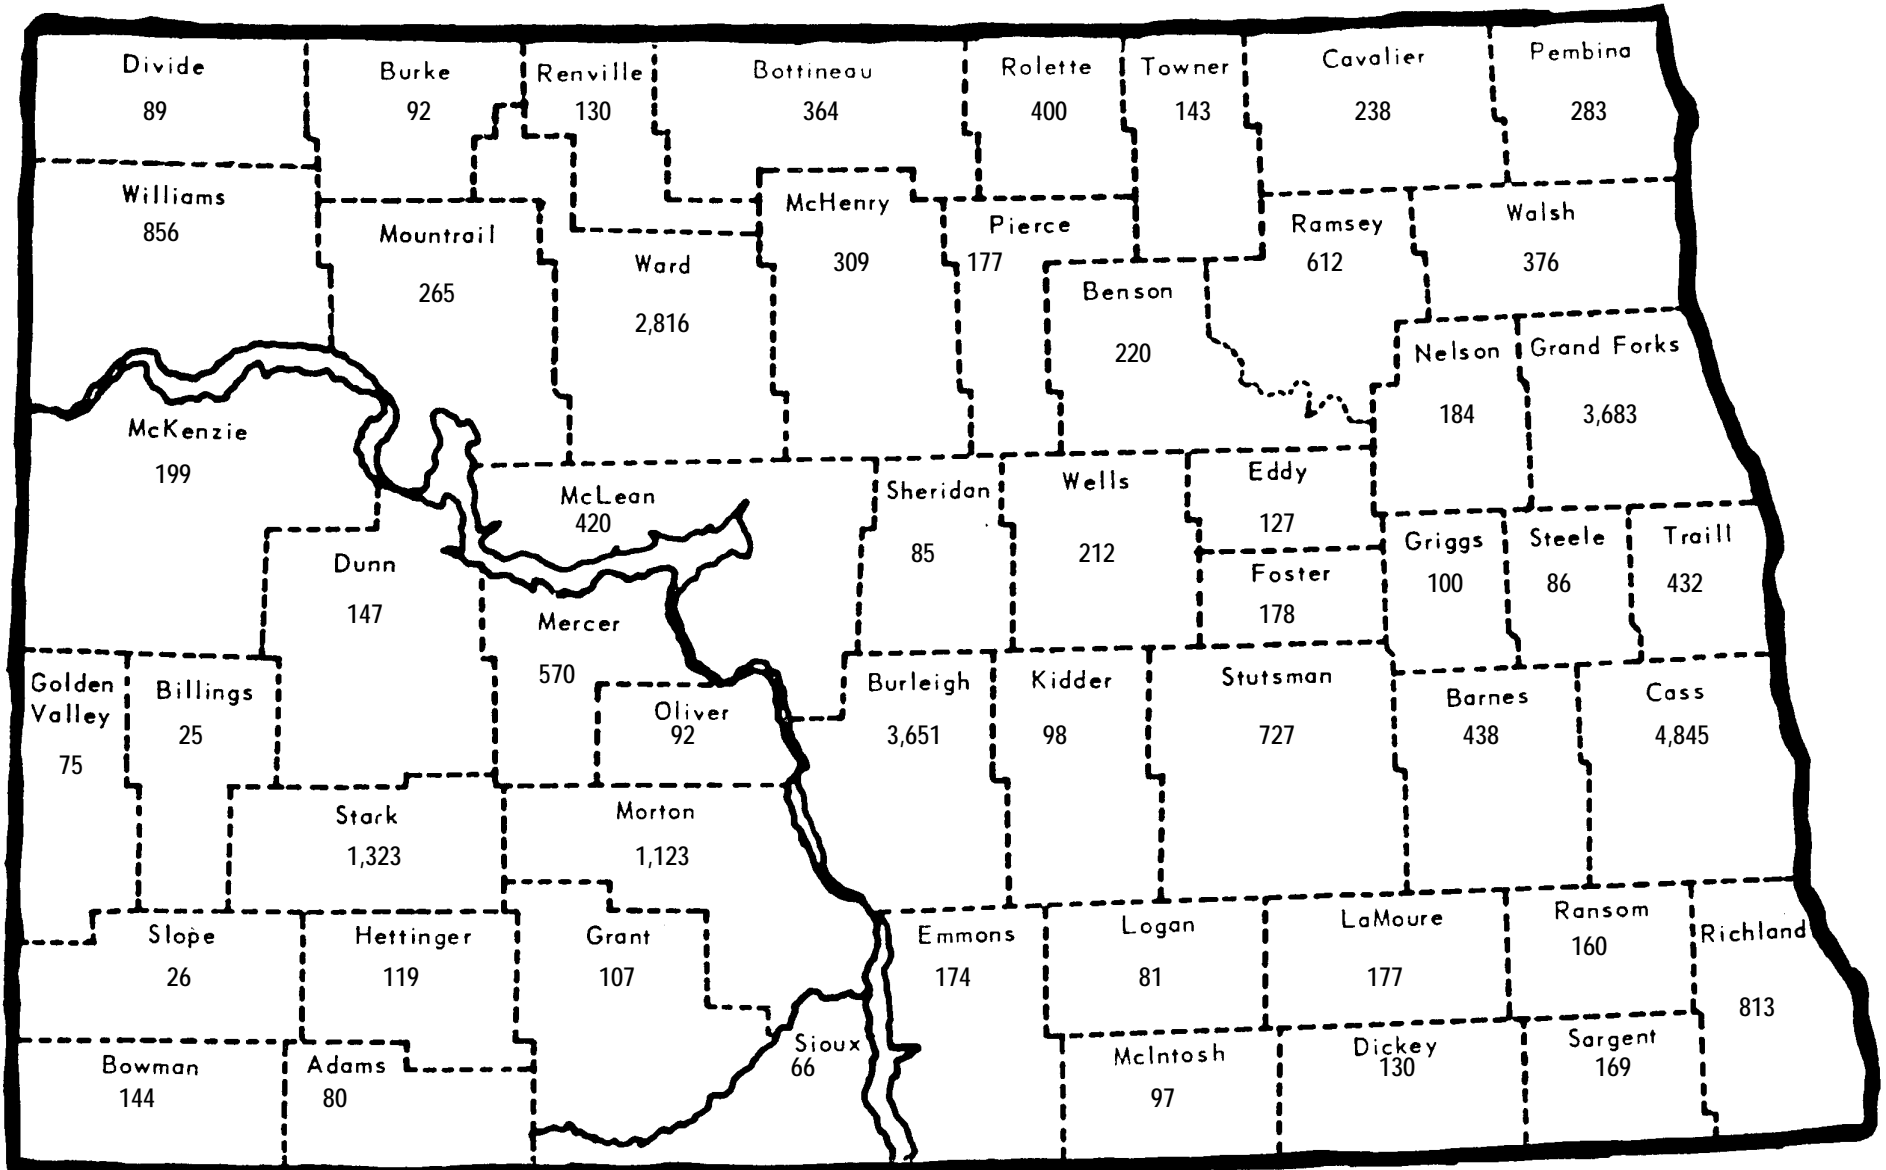 Divide
89
Burke
92
Renville
130
Bottineau
364
Rolette
400
Towner
143
Cavalier
238
Pembina
283
Williams
856
Mountrail
265
Ward
2,816
McHenry
309
Pierce
177
Benson
220
Ramsey
612
Walsh
376
Nelson
184
Grand Forks
3,683
McKenzie
199
Dunn
147
McLean
420
Mercer
570
Oliver
92
Sheridan
85
Wells
212
Eddy
127
Foster
178
Griggs
100
Steele
86
Traill
432
Golden
Valley
75
Billings
25
Stark
1,323
Morton
1,123
Burleigh
3,651
Kidder
98
Stutsman
727
Barnes
438
Cass
4,845
Slope
26
Hettinger
119
Grant
107
Sioux
66
Emmons
174
Logan
81
LaMoure
177
Ransom
160
Richland
813
Bowman
144
Adams
80
McIntosh
97
Dickey
130
Sargent
169